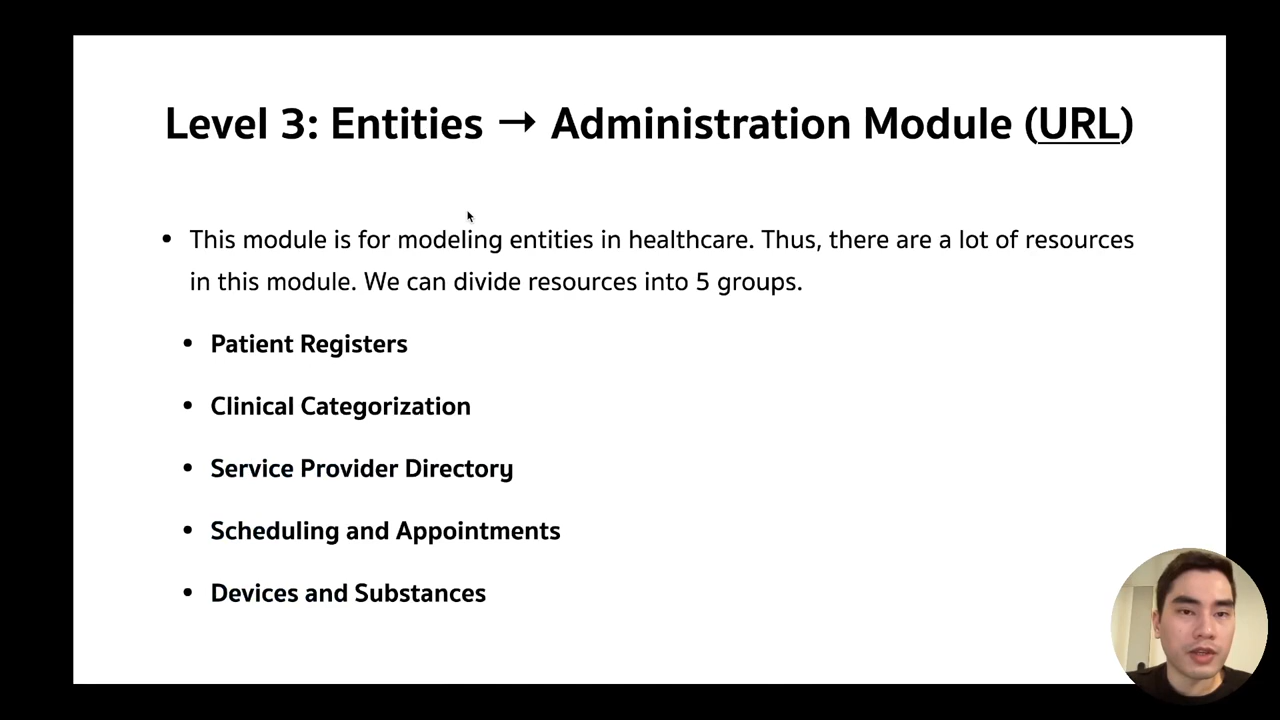 Level 3: Entities → Administration Module (URL)
• This module is for modeling entities in healthcare. Thus, there are a lot of resources
in this module. We can divide resources into 5 groups.
• Patient Registers
• Clinical Categorization
• Service Provider Directory
• Scheduling and Appointments
• Devices and Substances